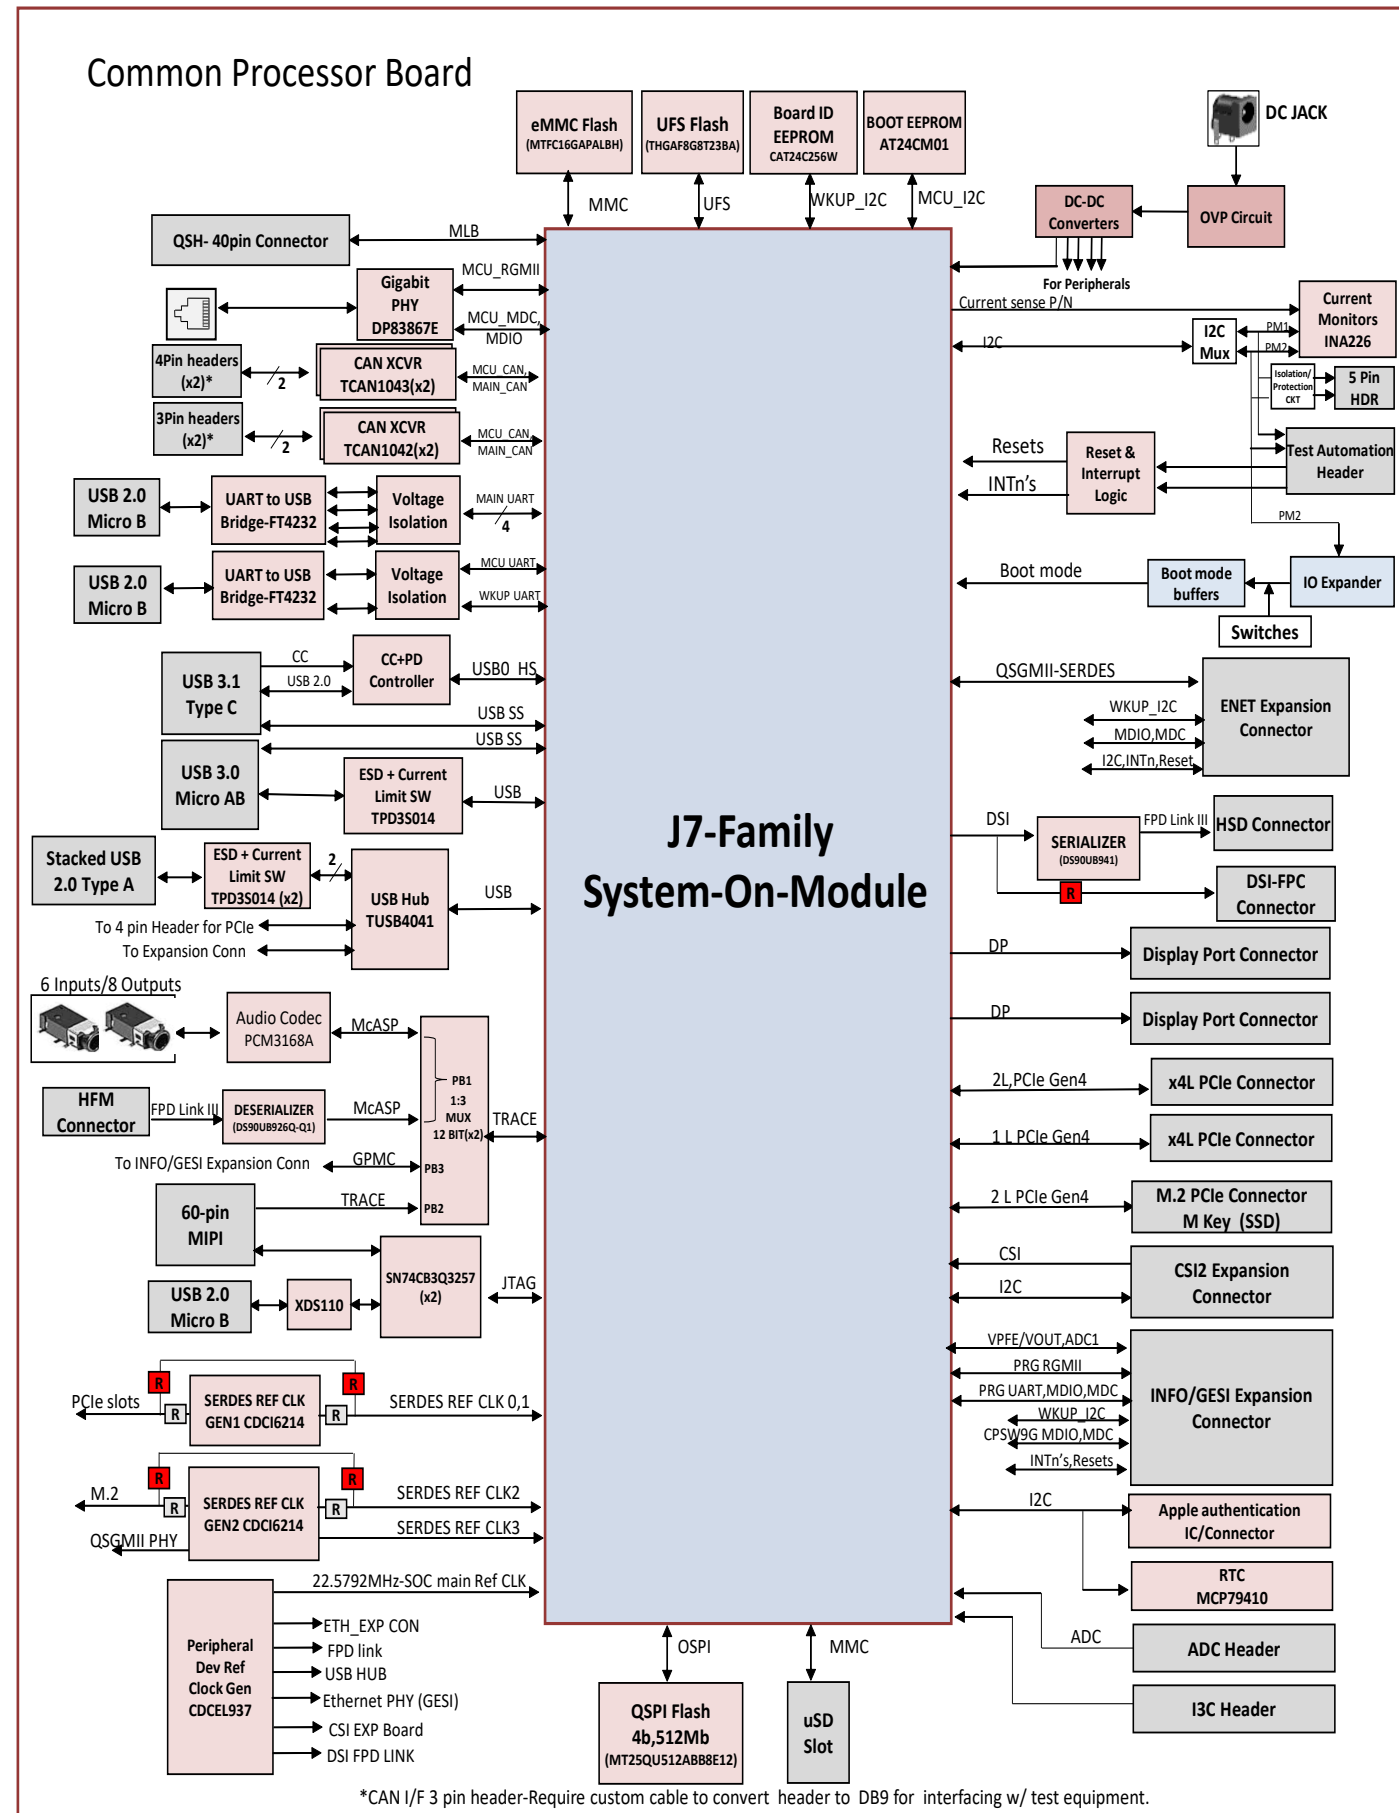 Common Processor Board
eMMC Flash
(MTFC16GAPALBH)
UFS Flash
(THGAF8G8T23BA)
Board ID
EEPROM
CAT24C256W
BOOT EEPROM
AT24CM01
DC JACK
MMC
UFS
WKUP_I2C
MCU_I2C
DC-DC
Converters
OVP Circuit
For Peripherals
QSH- 40pin Connector
MLB
Gigabit
PHY
DP83867E
MCU_RGMII
MCU_MDC,
MDIO
4Pin headers
(x2)*
2
CAN XCVR
TCAN1043(x2)
MCU_CAN,
MAIN_CAN
3Pin headers
(x2)*
2
CAN XCVR
TCAN1042(x2)
MCU_CAN,
MAIN_CAN
USB 2.0
Micro B
UART to USB
Bridge-FT4232
Voltage
Isolation
MAIN UART
4
USB 2.0
Micro B
UART to USB
Bridge-FT4232
Voltage
Isolation
MCU UART
WKUP UART
USB 3.1
Type C
CC
USB 2.0
CC+PD
Controller
USB0_HS
USB SS
USB SS
USB 3.0
Micro AB
ESD + Current
Limit SW
TPD3S014
USB
Stacked USB
2.0 Type A
ESD + Current
Limit SW
TPD3S014 (x2)
2
USB Hub
TUSB4041
USB
To 4 pin Header for PCIe
To Expansion Conn
6 Inputs/8 Outputs
Audio Codec
PCM3168A
McASP
PB1
1:3
MUX
12 BIT(x2)
PB3
PB2
TRACE
HFM
Connector
FPD Link III
DESERIALIZER
(DS90UB926Q-Q1)
McASP
To INFO/GESI Expansion Conn
GPMC
60-pin
MIPI
TRACE
SN74CB3Q3257
(x2)
JTAG
USB 2.0
Micro B
XDS110
R
R
PCIe slots
R
SERDES REF CLK
GEN1 CDCI6214
R
SERDES REF CLK 0,1
R
R
M.2
R
SERDES REF CLK
GEN2 CDCI6214
R
SERDES REF CLK2
SERDES REF CLK3
QSGMII PHY
Peripheral
Dev Ref
Clock Gen
CDCEL937
22.5792MHz-SOC main Ref CLK
ETH_EXP CON
FPD link
USB HUB
Ethernet PHY (GESI)
CSI EXP Board
DSI FPD LINK
J7-Family
System-On-Module
Current sense P/N
Current
Monitors
INA226
I2C
I2C
Mux
PM1
PM2
Isolation/
Protection
CKT
5 Pin
HDR
Resets
INTn's
Reset &
Interrupt
Logic
Test Automation
Header
PM2
Boot mode
Boot mode
buffers
IO Expander
Switches
QSGMII-SERDES
WKUP_I2C
MDIO,MDC
I2C,INTn,Reset
ENET Expansion
Connector
DSI
SERIALIZER
(DS90UB941)
FPD Link III
HSD Connector
R
DSI-FPC
Connector
DP
Display Port Connector
DP
Display Port Connector
2L,PCIe Gen4
x4L PCIe Connector
1 L PCIe Gen4
x4L PCIe Connector
2 L PCIe Gen4
M.2 PCIe Connector
M Key (SSD)
CSI
I2C
CSI2 Expansion
Connector
VPFE/VOUT,ADC1
PRG RGMII
PRG UART,MDIO,MDC
WKUP_I2C
CPSW9G MDIO,MDC
INTn's,Resets
INFO/GESI Expansion
Connector
I2C
Apple authentication
IC/Connector
RTC
MCP79410
ADC
ADC Header
I3C Header
OSPI
MMC
QSPI Flash
4b,512Mb
(MT25QU512ABB8E12)
uSD
Slot
*CAN I/F 3 pin header-Require custom cable to convert header to DB9 for interfacing w/ test equipment.